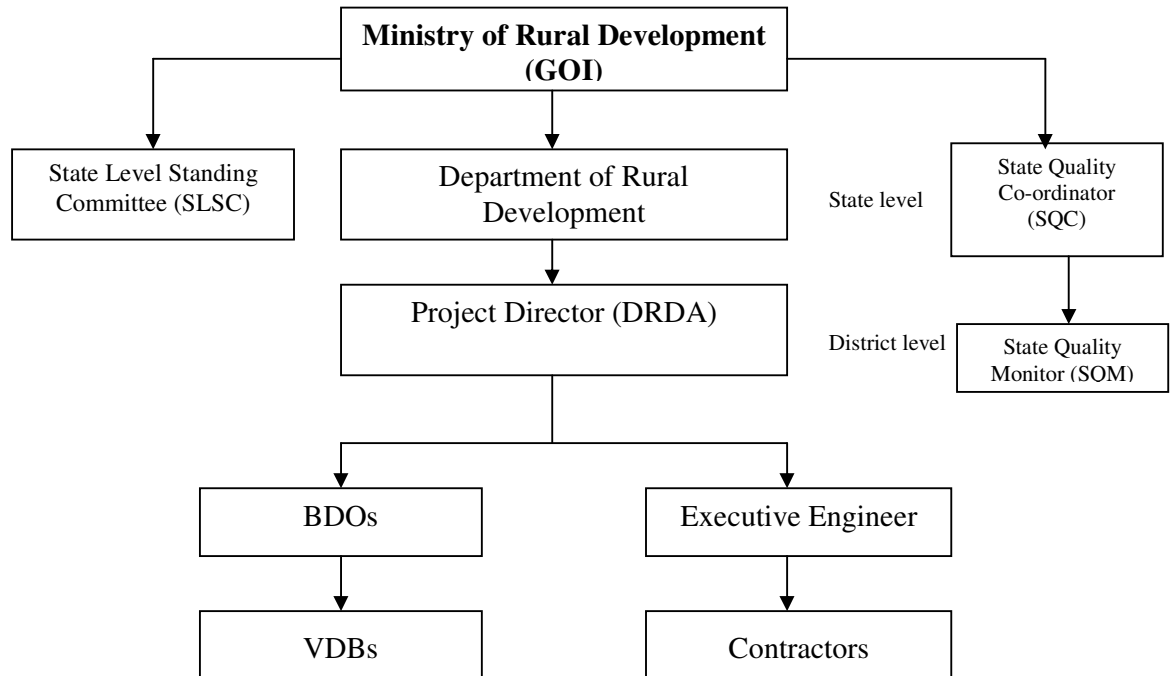 Ministry of Rural Development
(GOI)
State Level Standing
Committee (SLSC)
Department of Rural
Development
State level
State Quality
Co-ordinator
(SQC)
Project Director (DRDA)
District level
State Quality
Monitor (SQM)
BDOs
Executive Engineer
VDBs
Contractors